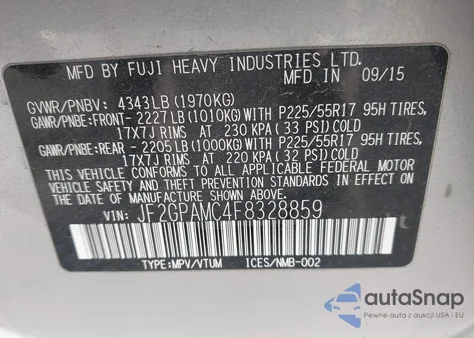 MFD BY FUJI HEAVY INDUSTRIES LTD. 09/15
GVWR/PNBV: 4343LB (1970KG)
GAWR/PNBE:FRONT- 2227 LB (1010KG) WITH P225/55R17 95H TIRES,
17X7J RIMS AT 230 KPA (33 PSI) COLD
GAWR/PNBE:REAR - 2205 LB (1000KG) WITH P225/55R17 95H TIRES,
17X7J RIMS AT 220 KPA (32 PSI) COLD
THIS VEHICLE CONFORMS TO ALL APPLICABLE FEDERAL MOTOR
VEHICLE SAFETY AND BUMPER STANDARDS IN EFFECT ON THE
DATE OF MANUFACTURE SHOWN ABOVE.
VIN: JF2GPAMC4F8328859
TYPE:MPV/VTUM ICES/NMB-002
autoSnap
Pewne auta z aukcji USA i EU